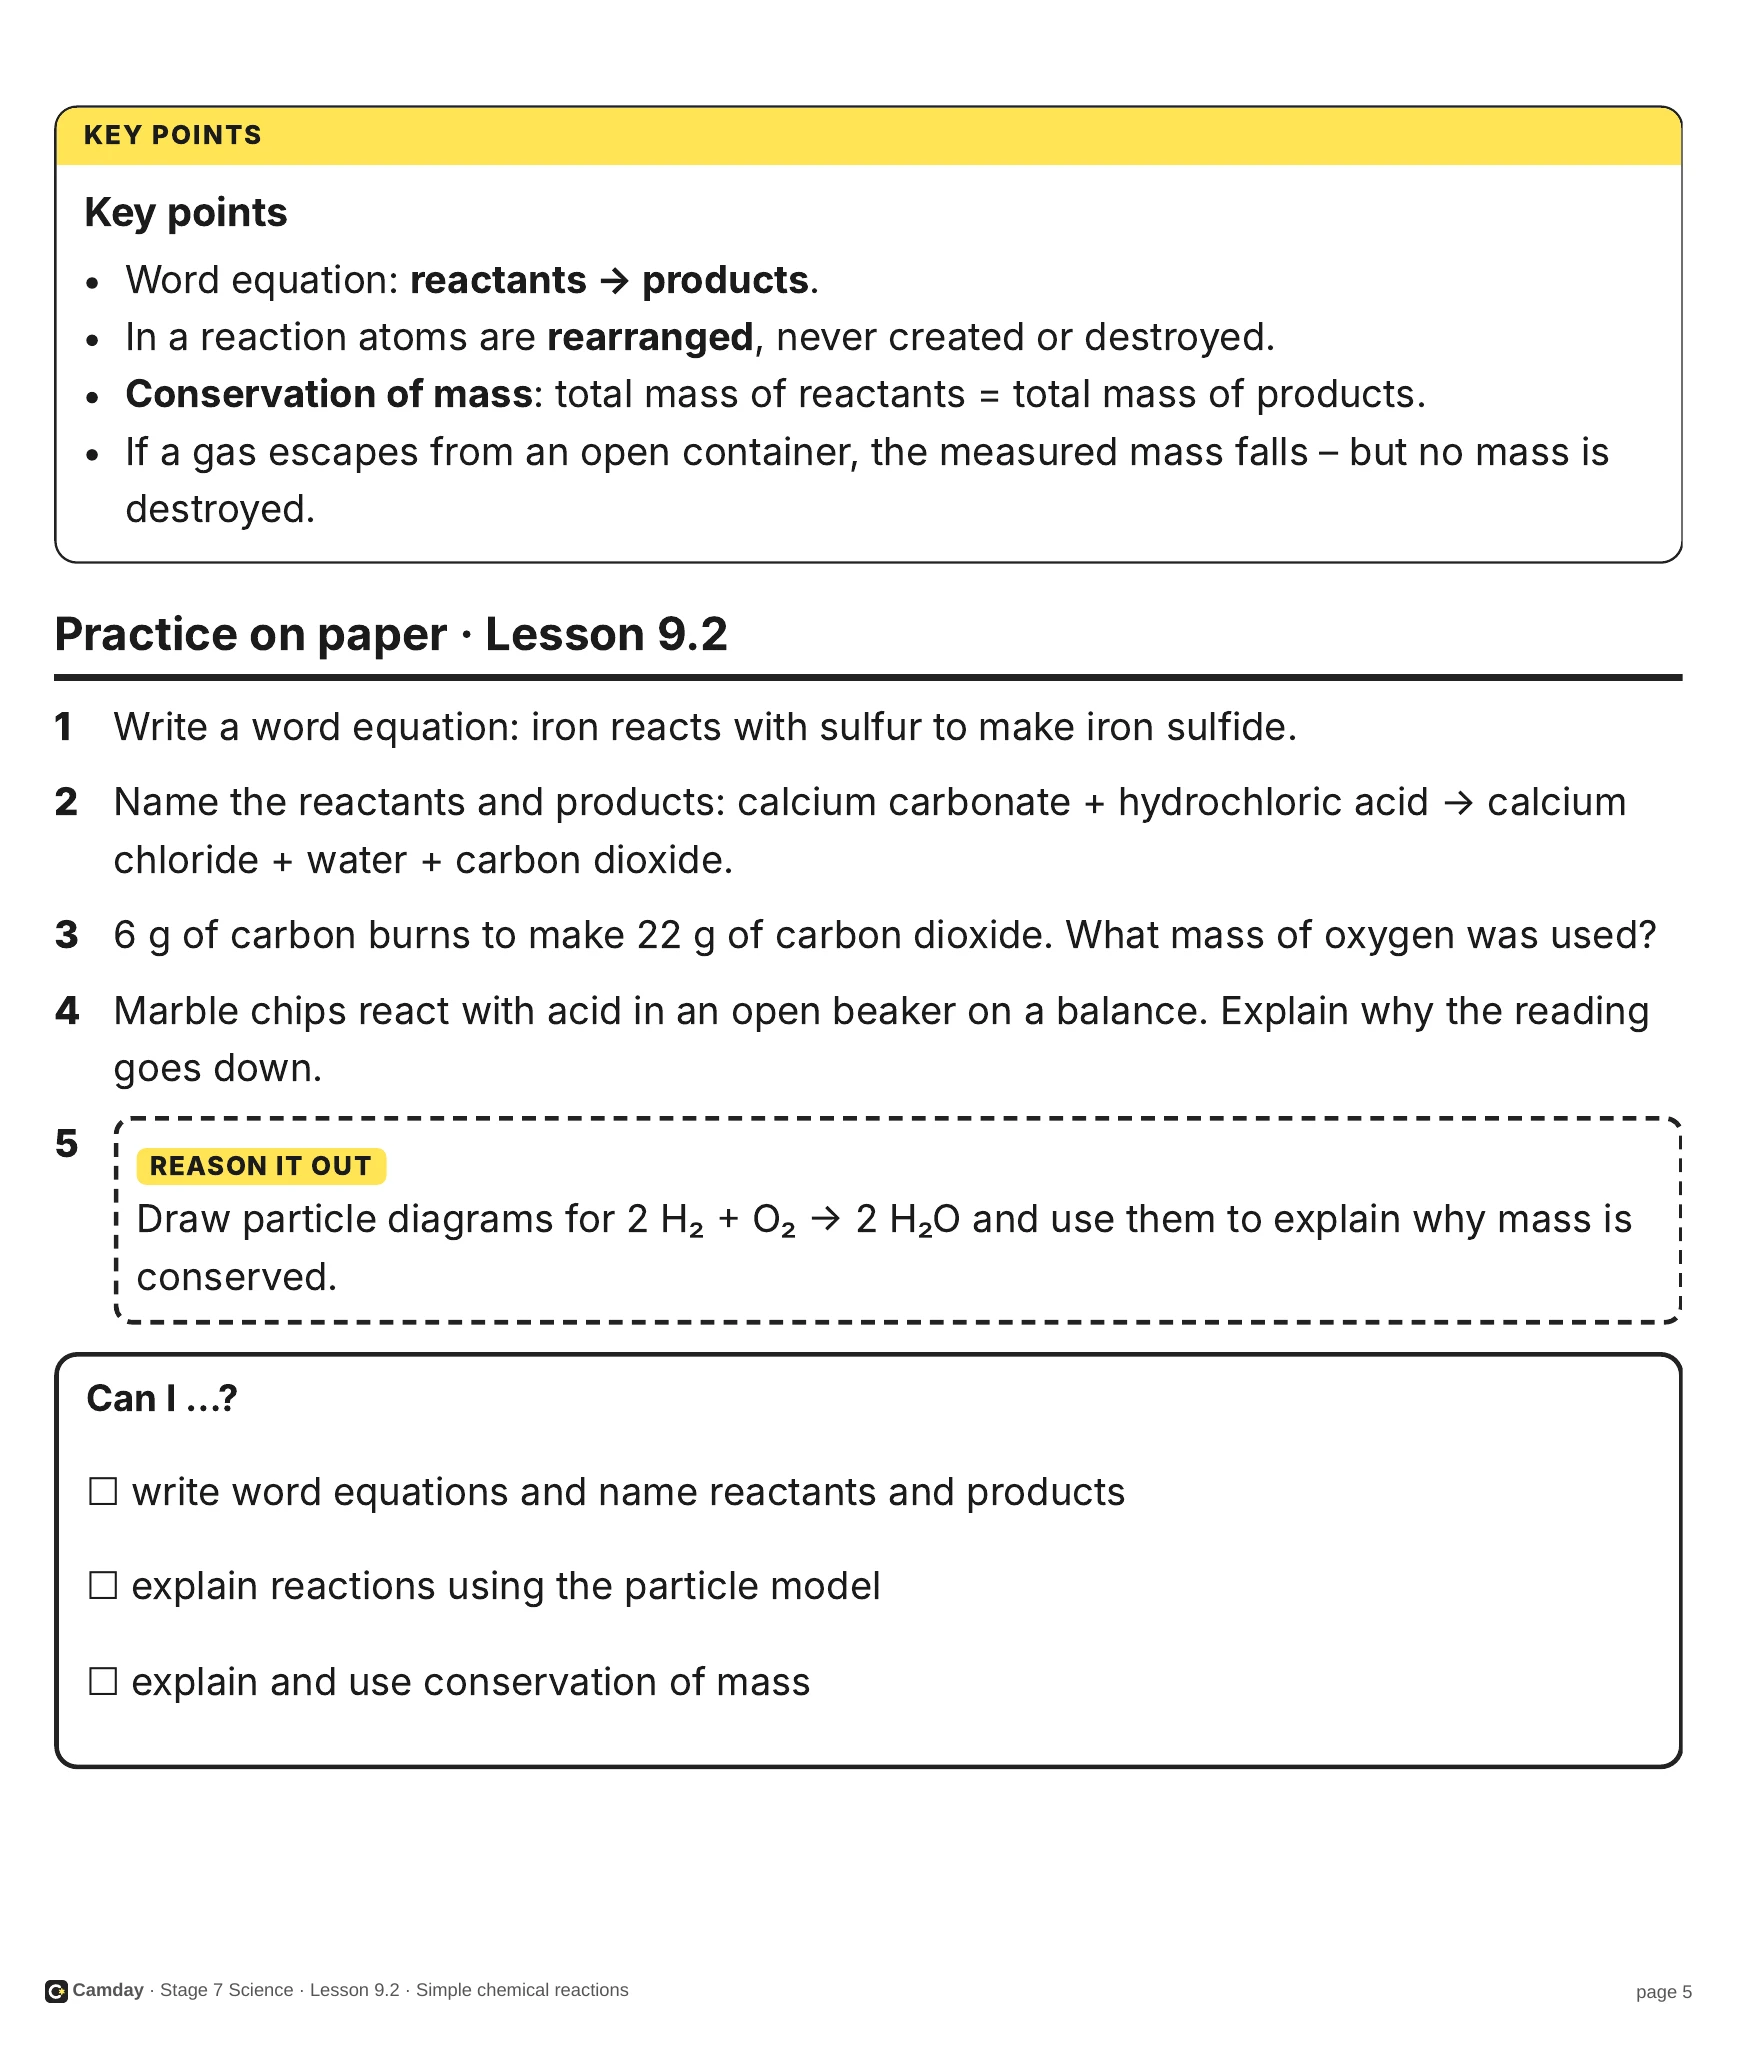 KEY POINTS
Key points
• Word equation: reactants → products.
• In a reaction atoms are rearranged, never created or destroyed.
• Conservation of mass: total mass of reactants = total mass of products.
• If a gas escapes from an open container, the measured mass falls – but no mass is
destroyed.
Practice on paper · Lesson 9.2
1 Write a word equation: iron reacts with sulfur to make iron sulfide.
2 Name the reactants and products: calcium carbonate + hydrochloric acid → calcium
chloride + water + carbon dioxide.
3 6 g of carbon burns to make 22 g of carbon dioxide. What mass of oxygen was used?
4 Marble chips react with acid in an open beaker on a balance. Explain why the reading
goes down.
5 REASON IT OUT
Draw particle diagrams for 2 H₂ + O₂ → 2 H₂O and use them to explain why mass is
conserved.
Can I …?
☐ write word equations and name reactants and products
☐ explain reactions using the particle model
☐ explain and use conservation of mass
Camday · Stage 7 Science · Lesson 9.2 · Simple chemical reactions
page 5